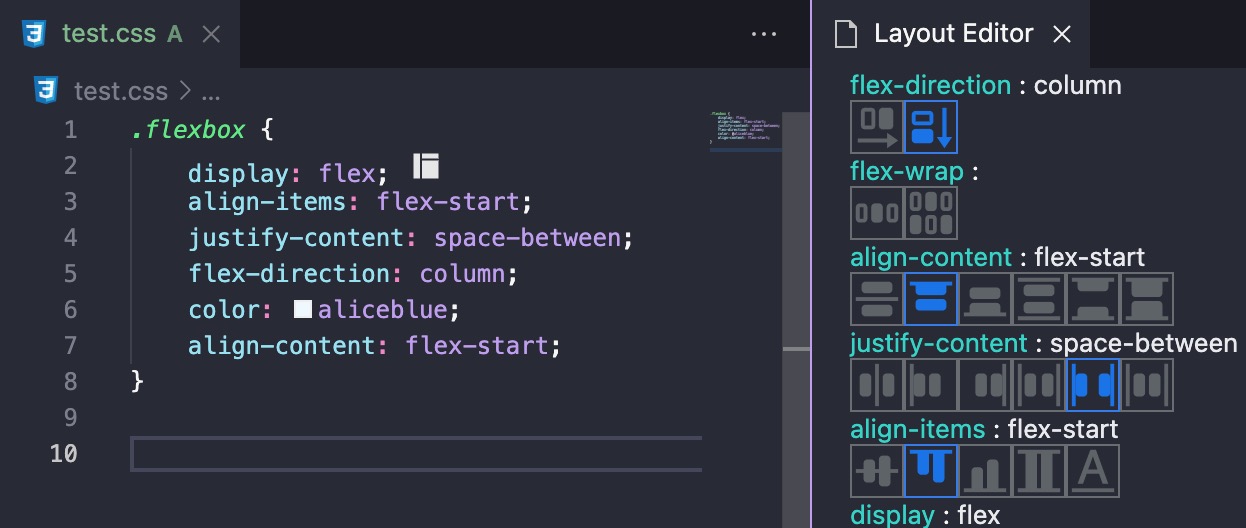 test.css A
test.css > ...
1 .flexbox {
2 display: flex;
3 align-items: flex-start;
4 justify-content: space-between;
5 flex-direction: column;
6 color: aliceblue;
7 align-content: flex-start;
8 }
9
10
Layout Editor
flex-direction : column
flex-wrap :
align-content : flex-start
justify-content : space-between
align-items : flex-start
A
display : flex